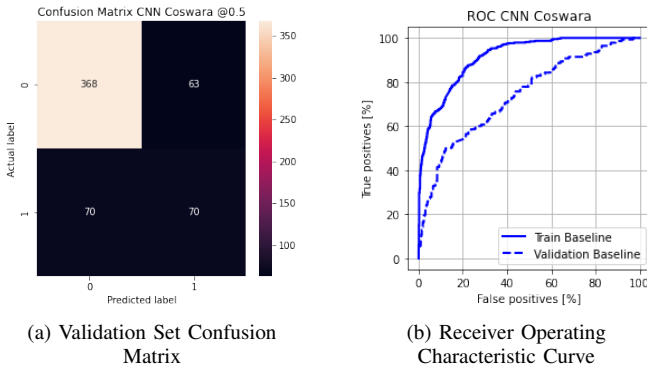 Confusion Matrix CNN Coswara @0.5
Actual label
0
1
368
63
70
70
0
1
Predicted label
350
300
250
200
150
100
(a) Validation Set Confusion
Matrix
ROC CNN Coswara
True positives [%]
100
80
60
40
20
0
Train Baseline
Validation Baseline
0
20
40
60
80
100
False positives [%]
(b) Receiver Operating
Characteristic Curve